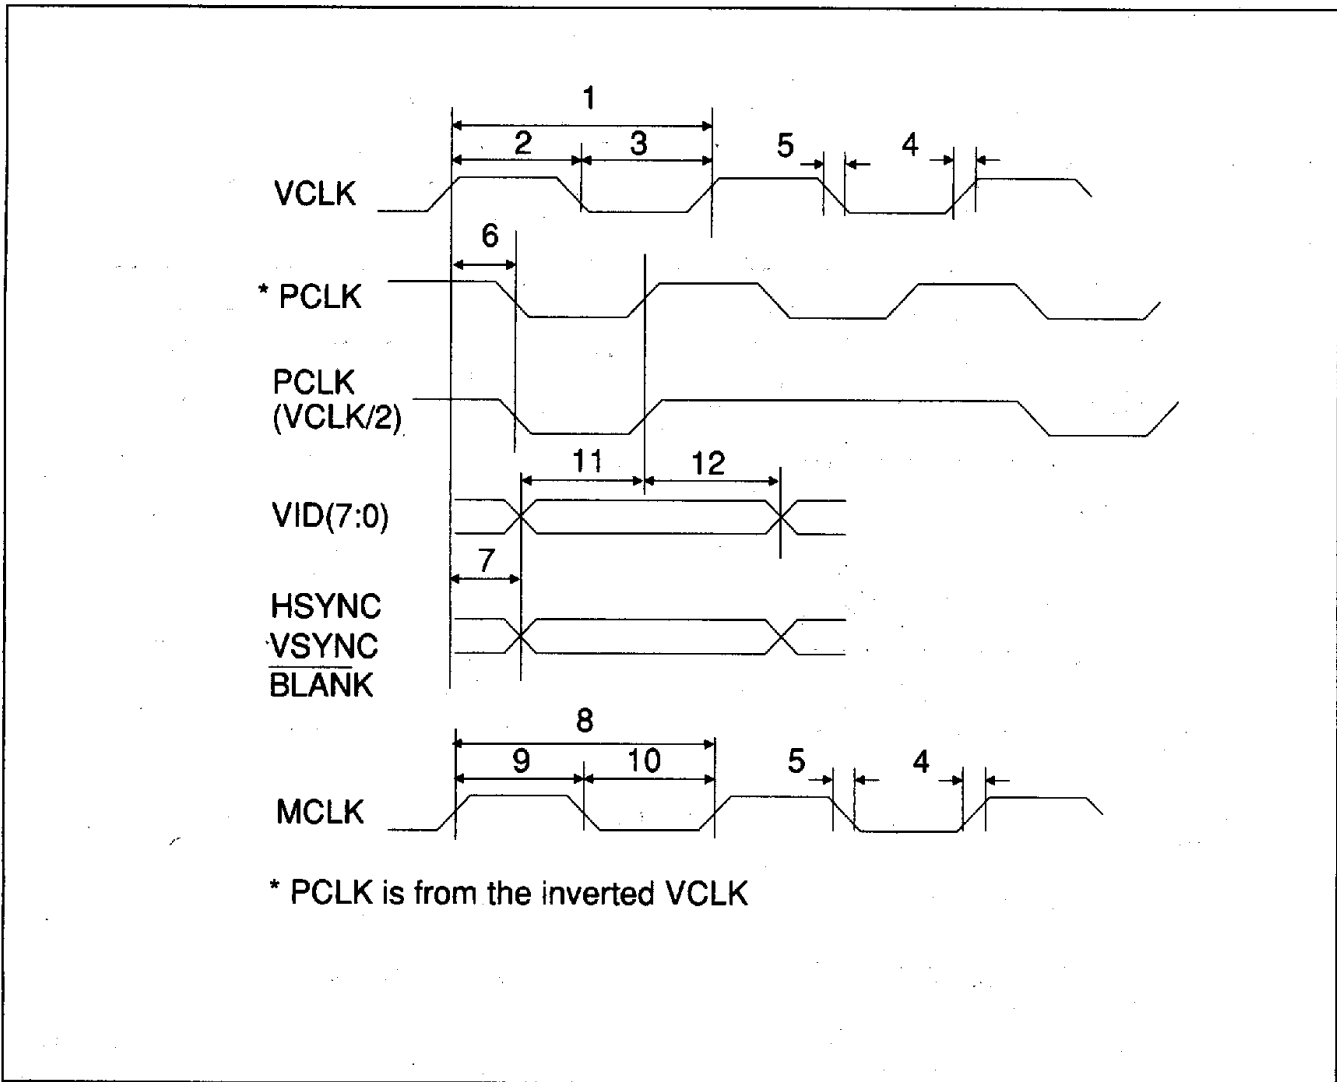 1
2 3 5 4
VCLK
6
* PCLK
PCLK
(VCLK/2)
11 12
VID(7:0)
7
HSYNC
VSYNC
BLANK
8
9 10 5 4
MCLK
* PCLK is from the inverted VCLK